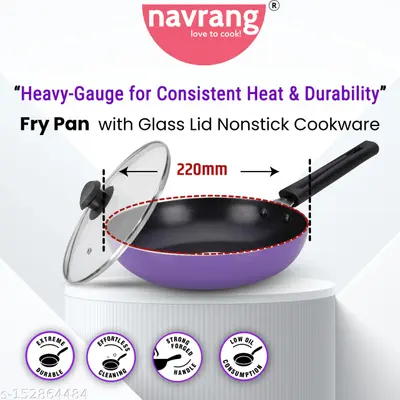 navrang®
love to cook!
"Heavy-Gauge for Consistent Heat & Durability"
Fry Pan with Glass Lid Nonstick Cookware
220mm
EXTREME
DURABLE
EFFORTLESS
CLEANING
STRONG FORGED
HANDLE
LOW OIL
CONSUMPTION
s-152864484